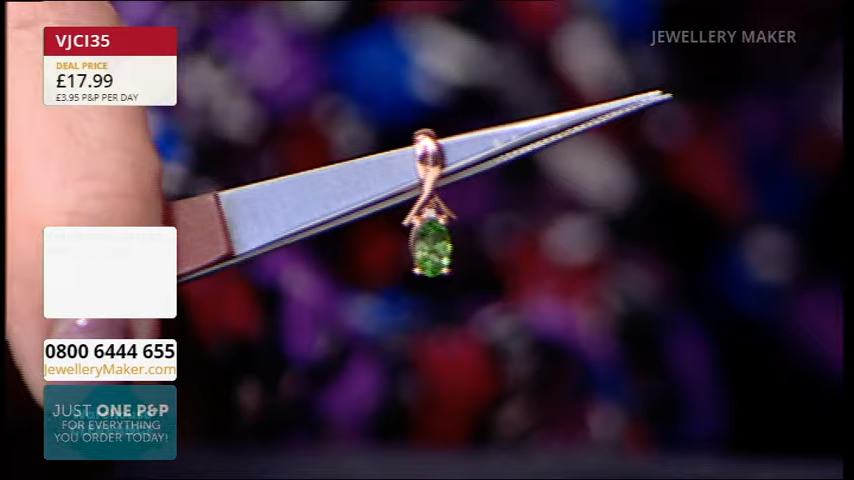 VJCI35
JEWELLERY MAKER
DEAL PRICE
£17.99
£3.95 P&P PER DAY
0800 6444 655
JewelleryMaker.com
JUST ONE P&P
FOR EVERYTHING
YOU ORDER TODAY!